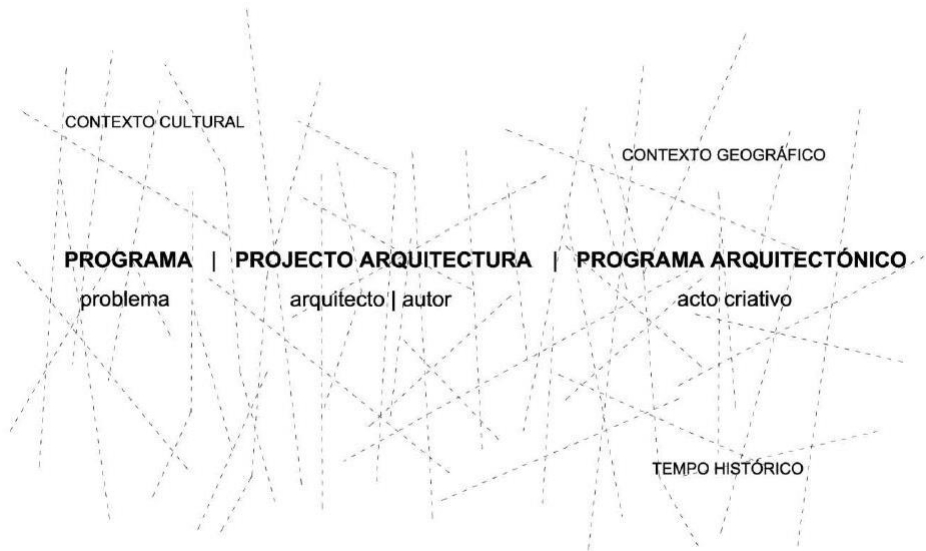 CONTEXTO CULTURAL
CONTEXTO GEOGRÁFICO
PROGRAMA | PROJECTO ARQUITECTURA | PROGRAMA ARQUITECTÓNICO
problema arquitecto | autor acto criativo
TEMPO HISTÓRICO